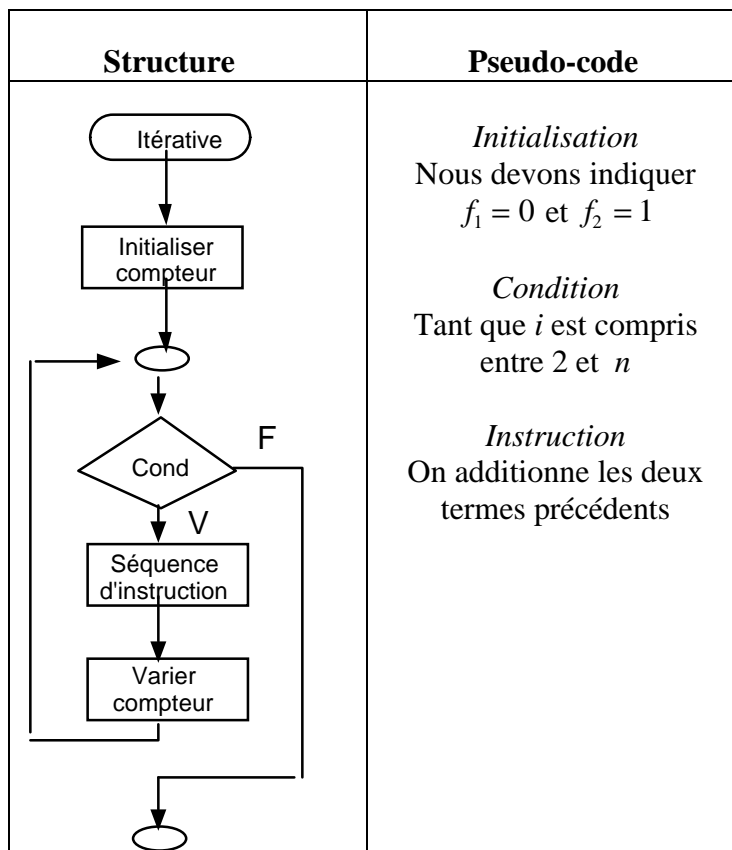 Structure
Pseudo-code
Itérative
Initialiser
compteur
Cond
F
V
Séquence
d'instruction
Varier
compteur
Initialisation
Nous devons indiquer
f₁ = 0 et f₂ = 1
Condition
Tant que i est compris
entre 2 et n
Instruction
On additionne les deux
termes précédents